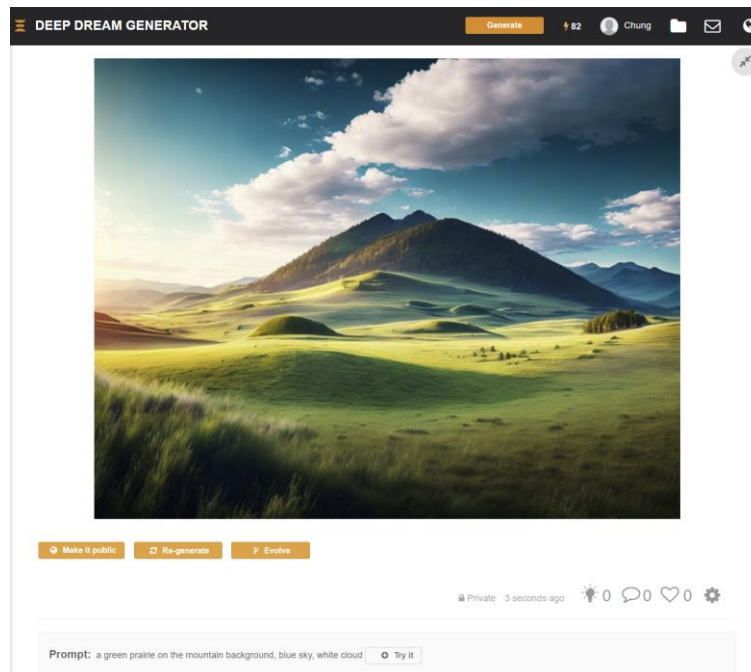 DEEP DREAM GENERATOR Generate 82 Chung
Make it public Re-generate Evolve
Private 3 seconds ago 0 0 0
Prompt: a green prairie on the mountain background, blue sky, white cloud Try it